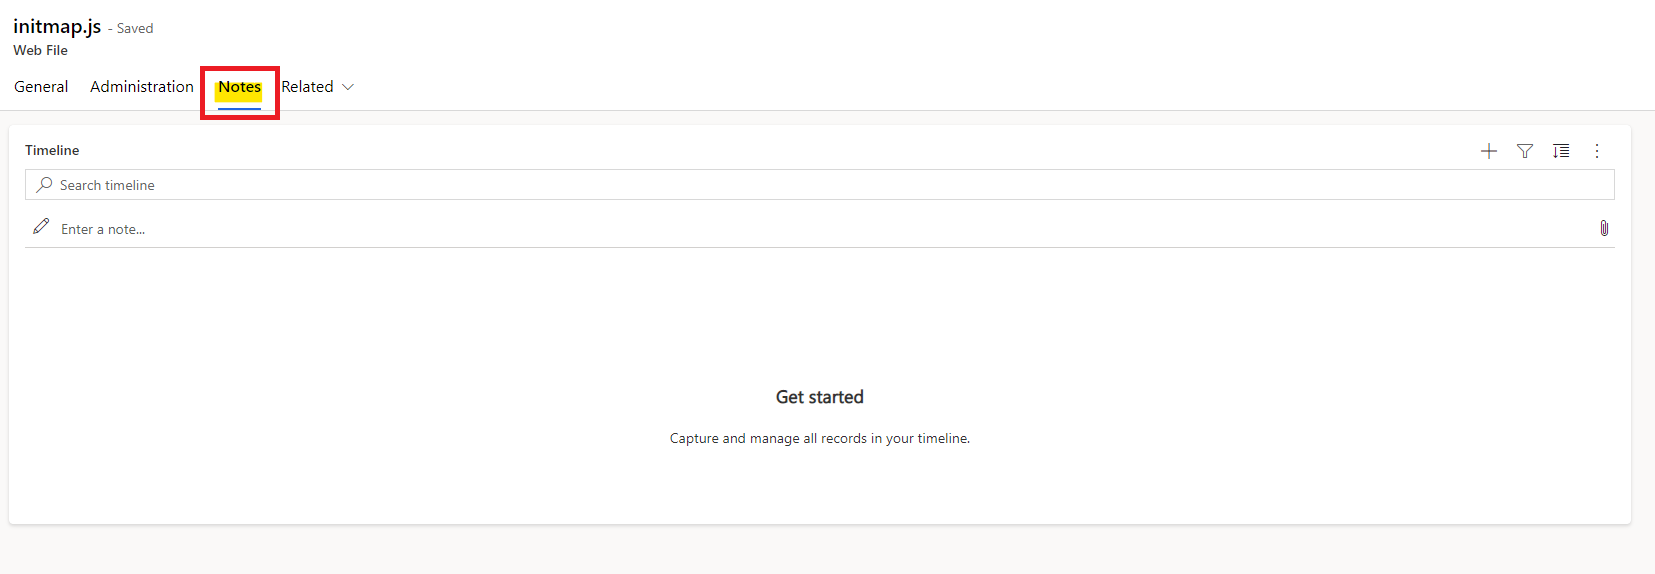 initmap.js - Saved
Web File
General Administration Notes Related
Timeline
Search timeline
Enter a note...
Get started
Capture and manage all records in your timeline.